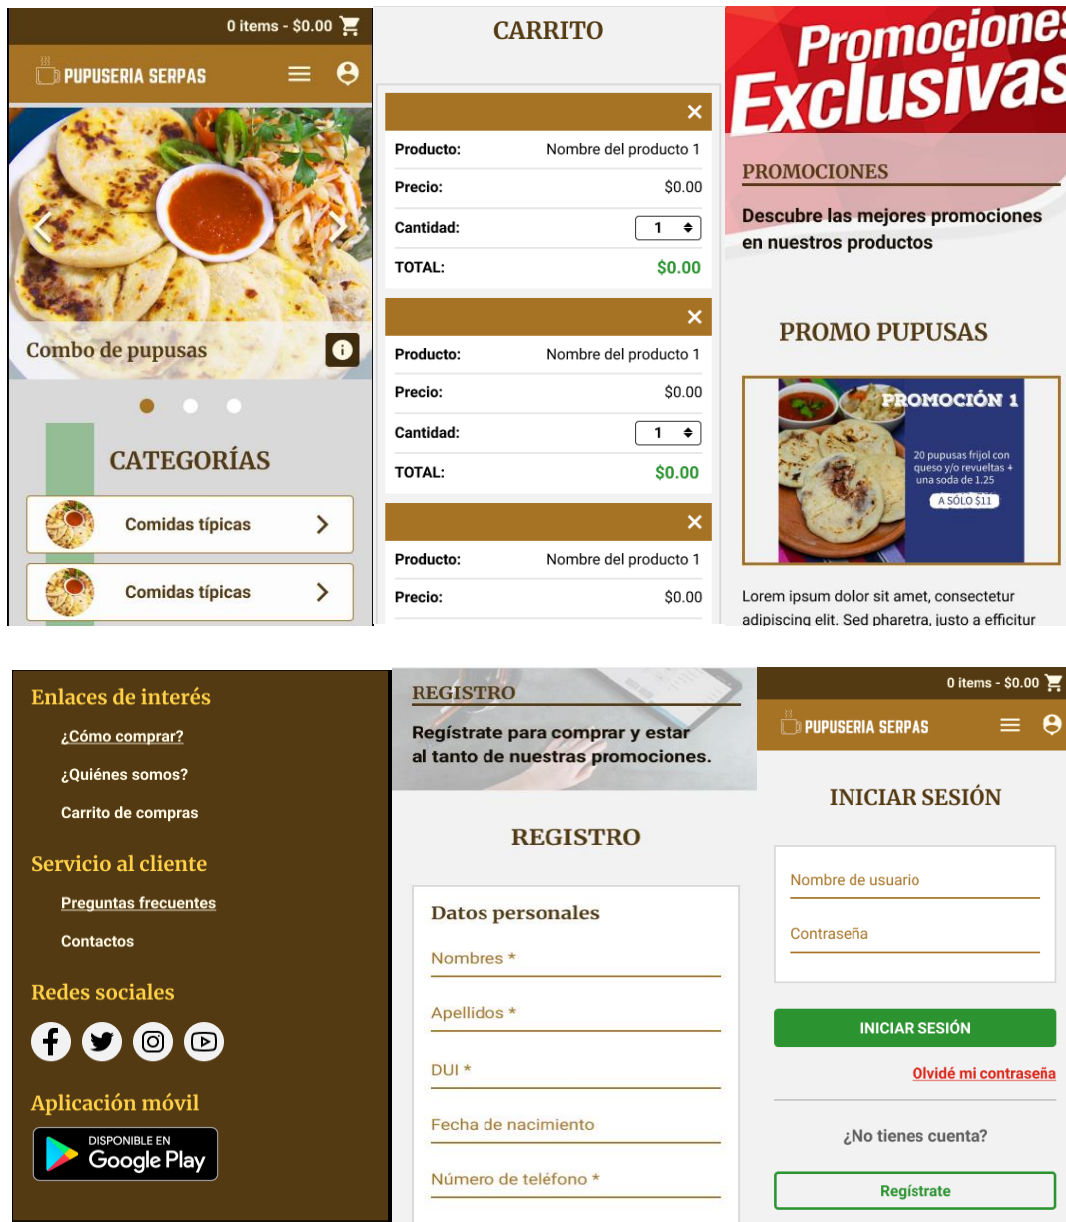 0 items - $0.00
PUPUSERIA SERPAS
Combo de pupusas
CATEGORÍAS
Comidas típicas
Comidas típicas
CARRITO
Producto: Nombre del producto 1
Precio: $0.00
Cantidad: 1
TOTAL: $0.00
Producto: Nombre del producto 1
Precio: $0.00
Cantidad: 1
TOTAL: $0.00
Producto: Nombre del producto 1
Precio: $0.00
Promociones
Exclusivas
PROMOCIONES
Descubre las mejores promociones
en nuestros productos
PROMO PUPUSAS
PROMOCIÓN 1
20 pupusas frijol con
queso y/o revueltas +
una soda de 1.25
A SÓLO $11
Lorem ipsum dolor sit amet, consectetur
adipiscing elit. Sed pharetra, justo a efficitur
Enlaces de interés
¿Cómo comprar?
¿Quiénes somos?
Carrito de compras
Servicio al cliente
Preguntas frecuentes
Contactos
Redes sociales
Aplicación móvil
DISPONIBLE EN
Google Play
REGISTRO
Regístrate para comprar y estar
al tanto de nuestras promociones.
REGISTRO
Datos personales
Nombres *
Apellidos *
DUI *
Fecha de nacimiento
Número de teléfono *
0 items - $0.00
PUPUSERIA SERPAS
INICIAR SESIÓN
Nombre de usuario
Contraseña
INICIAR SESIÓN
Olvidé mi contraseña
¿No tienes cuenta?
Regístrate